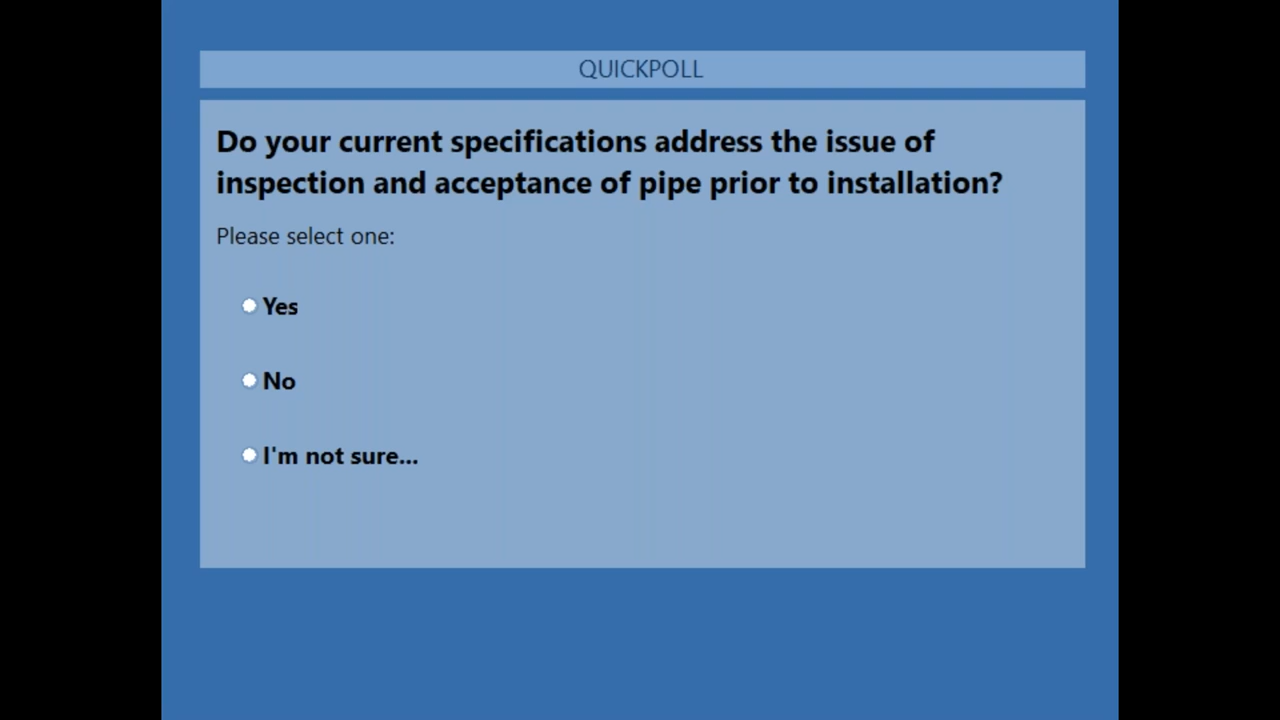 QUICKPOLL
Do your current specifications address the issue of
inspection and acceptance of pipe prior to installation?
Please select one:
Yes
No
I'm not sure...